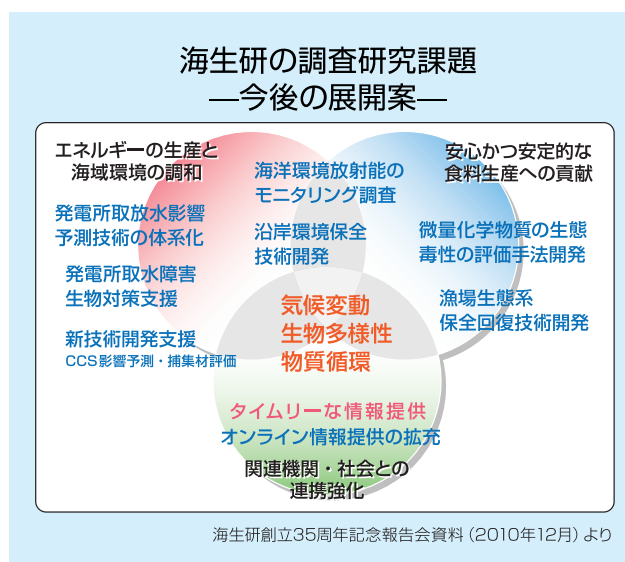 海生研の調査研究課題
—今後の展開案—
エネルギーの生産と
海域環境の調和
発電所取放水影響
予測技術の体系化
発電所取水障害
生物対策支援
新技術開発支援
CCS影響予測・捕集材評価
海洋環境放射能の
モニタリング調査
沿岸環境保全
技術開発
安心かつ安定的な
食料生産への貢献
微量化学物質の生態
毒性の評価手法開発
漁場生態系
保全回復技術開発
気候変動
生物多様性
物質循環
タイムリーな情報提供
オンライン情報提供の拡充
関連機関・社会との
連携強化
海生研創立35周年記念報告会資料（2010年12月）より